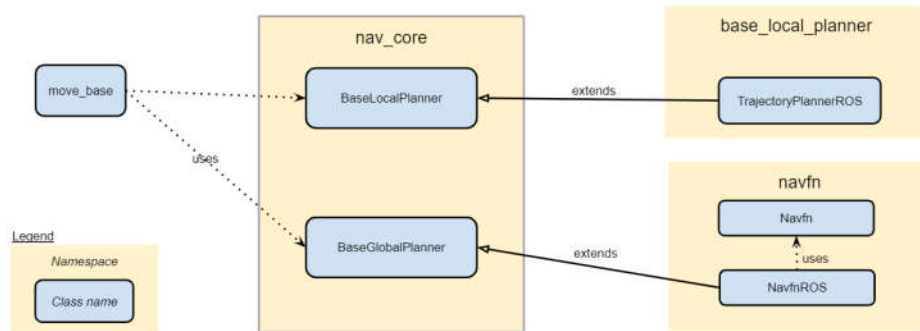 nav_core
base_local_planner
move_base
BaseLocalPlanner
extends
TrajectoryPlannerROS
uses
navfn
Navfn
Legend
BaseGlobalPlanner
extends
uses
Namespace
NavfnROS
Class name